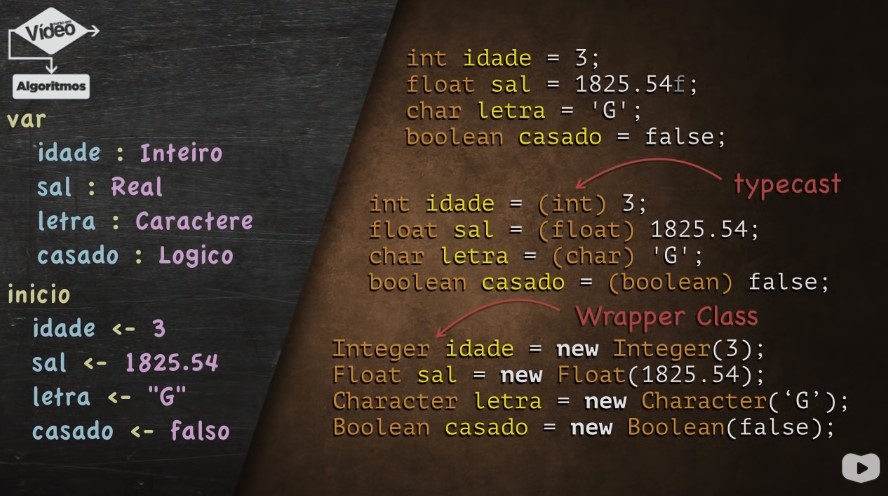 Vídeo
Algoritmos
var
idade : Inteiro
sal : Real
letra : Caractere
casado : Logico
inicio
idade <- 3
sal <- 1825.54
letra <- "G"
casado <- falso
int idade = 3;
float sal = 1825.54f;
char letra = 'G';
boolean casado = false;
typecast
int idade = (int) 3;
float sal = (float) 1825.54;
char letra = (char) 'G';
boolean casado = (boolean) false;
Wrapper Class
Integer idade = new Integer(3);
Float sal = new Float(1825.54);
Character letra = new Character(‘G’);
Boolean casado = new Boolean(false);